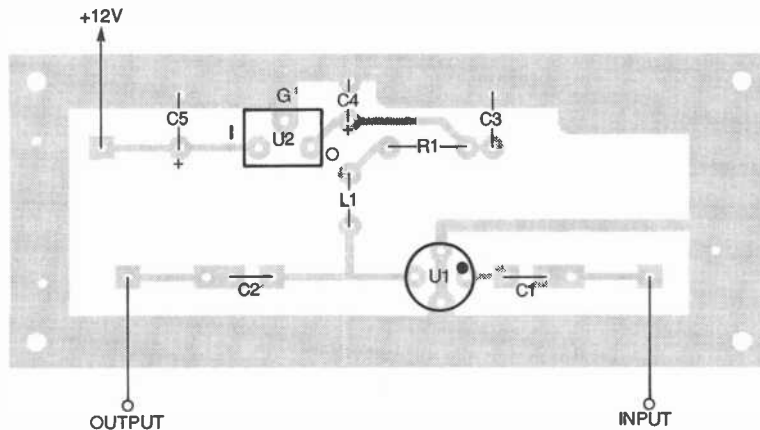 +12V
G
C4
C5
C3
I
U2
+
+
O
R1
L1
U1
C2
C1
OUTPUT
INPUT